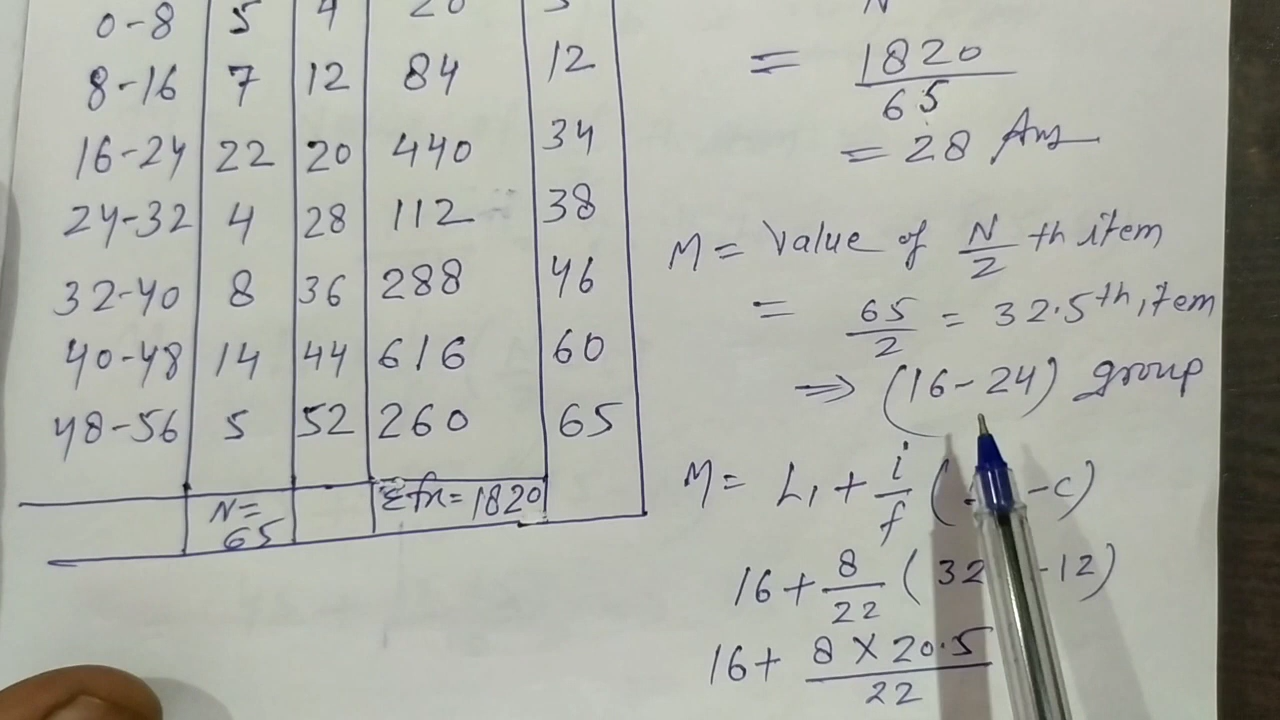 0-8 5 4 20 5
8-16 7 12 84 12
16-24 22 20 440 34
24-32 4 28 112 38
32-40 8 36 288 46
40-48 14 44 616 60
48-56 5 52 260 65
N= 65 Σfx=1820
N
= 1820/65
= 28 Ans
M = Value of N/2 th item
= 65/2 = 32.5th item
⇒ (16-24) group
M = L₁ + i/f ( -c)
16 + 8/22 (32 -12)
16 + 8 × 20.5/22